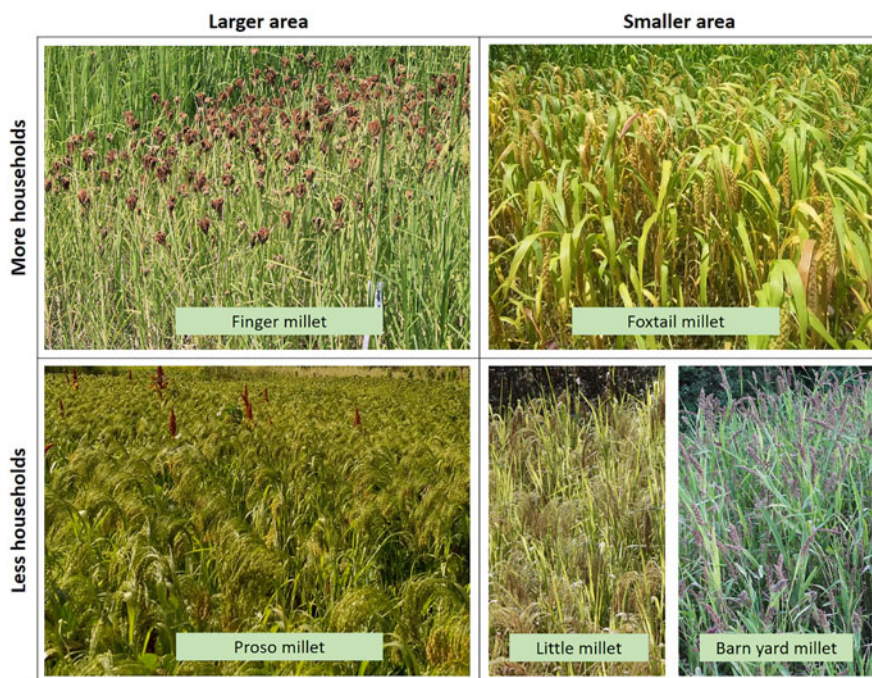 Larger area
Smaller area
More households
Finger millet
Foxtail millet
Less households
Proso millet
Little millet
Barn yard millet